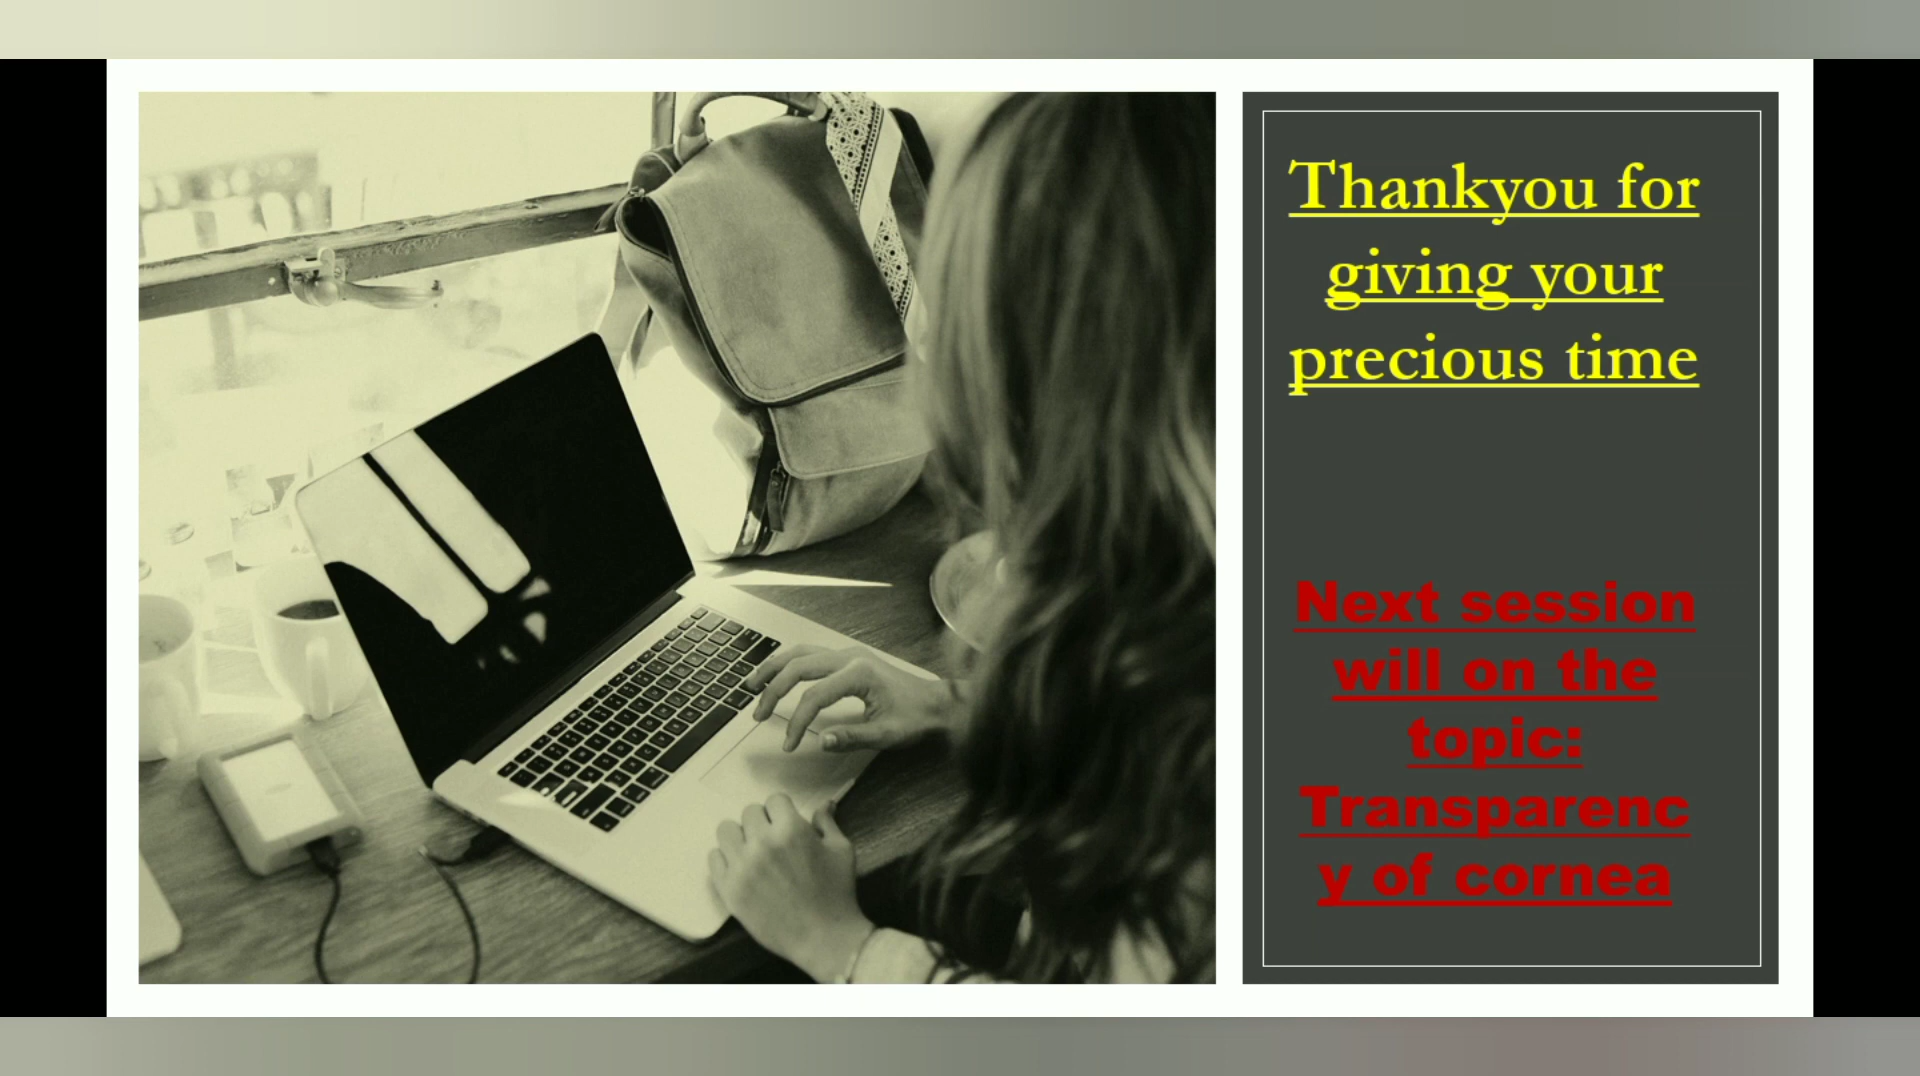 Thankyou for
giving your
precious time
Next session
will on the
topic:
Transparenc
y of cornea